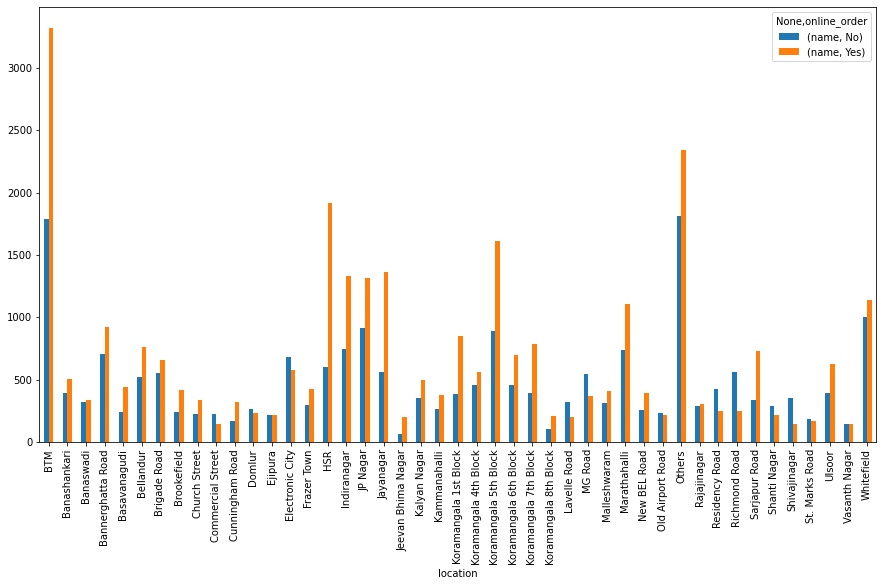 None,online_order
(name, No)
(name, Yes)
3000
2500
2000
1500
1000
500
0
BTM
Banashankari
Banaswadi
Bannerghatta Road
Basavanagudi
Bellandur
Brigade Road
Brookefield
Church Street
Commercial Street
Cunningham Road
Domlur
Ejipura
Electronic City
Frazer Town
HSR
Indiranagar
JP Nagar
Jayanagar
Jeevan Bhima Nagar
Kalyan Nagar
Kammanahalli
Koramangala 1st Block
Koramangala 4th Block
Koramangala 5th Block
Koramangala 6th Block
Koramangala 7th Block
Koramangala 8th Block
Lavelle Road
MG Road
Malleshwaram
Marathahalli
New BEL Road
Old Airport Road
Others
Rajajinagar
Residency Road
Richmond Road
Sarjapur Road
Shanti Nagar
Shivajinagar
St. Marks Road
Ulsoor
Vasanth Nagar
Whitefield
location